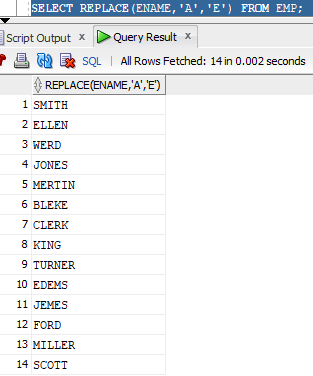 SELECT REPLACE(ENAME,'A','E') FROM EMP;
Script Output × Query Result ×
SQL | All Rows Fetched: 14 in 0.002 seconds
REPLACE(ENAME,'A','E')
1 SMITH
2 ELLEN
3 WERD
4 JONES
5 MERTIN
6 BLEKE
7 CLERK
8 KING
9 TURNER
10 EDEMS
11 JEMES
12 FORD
13 MILLER
14 SCOTT